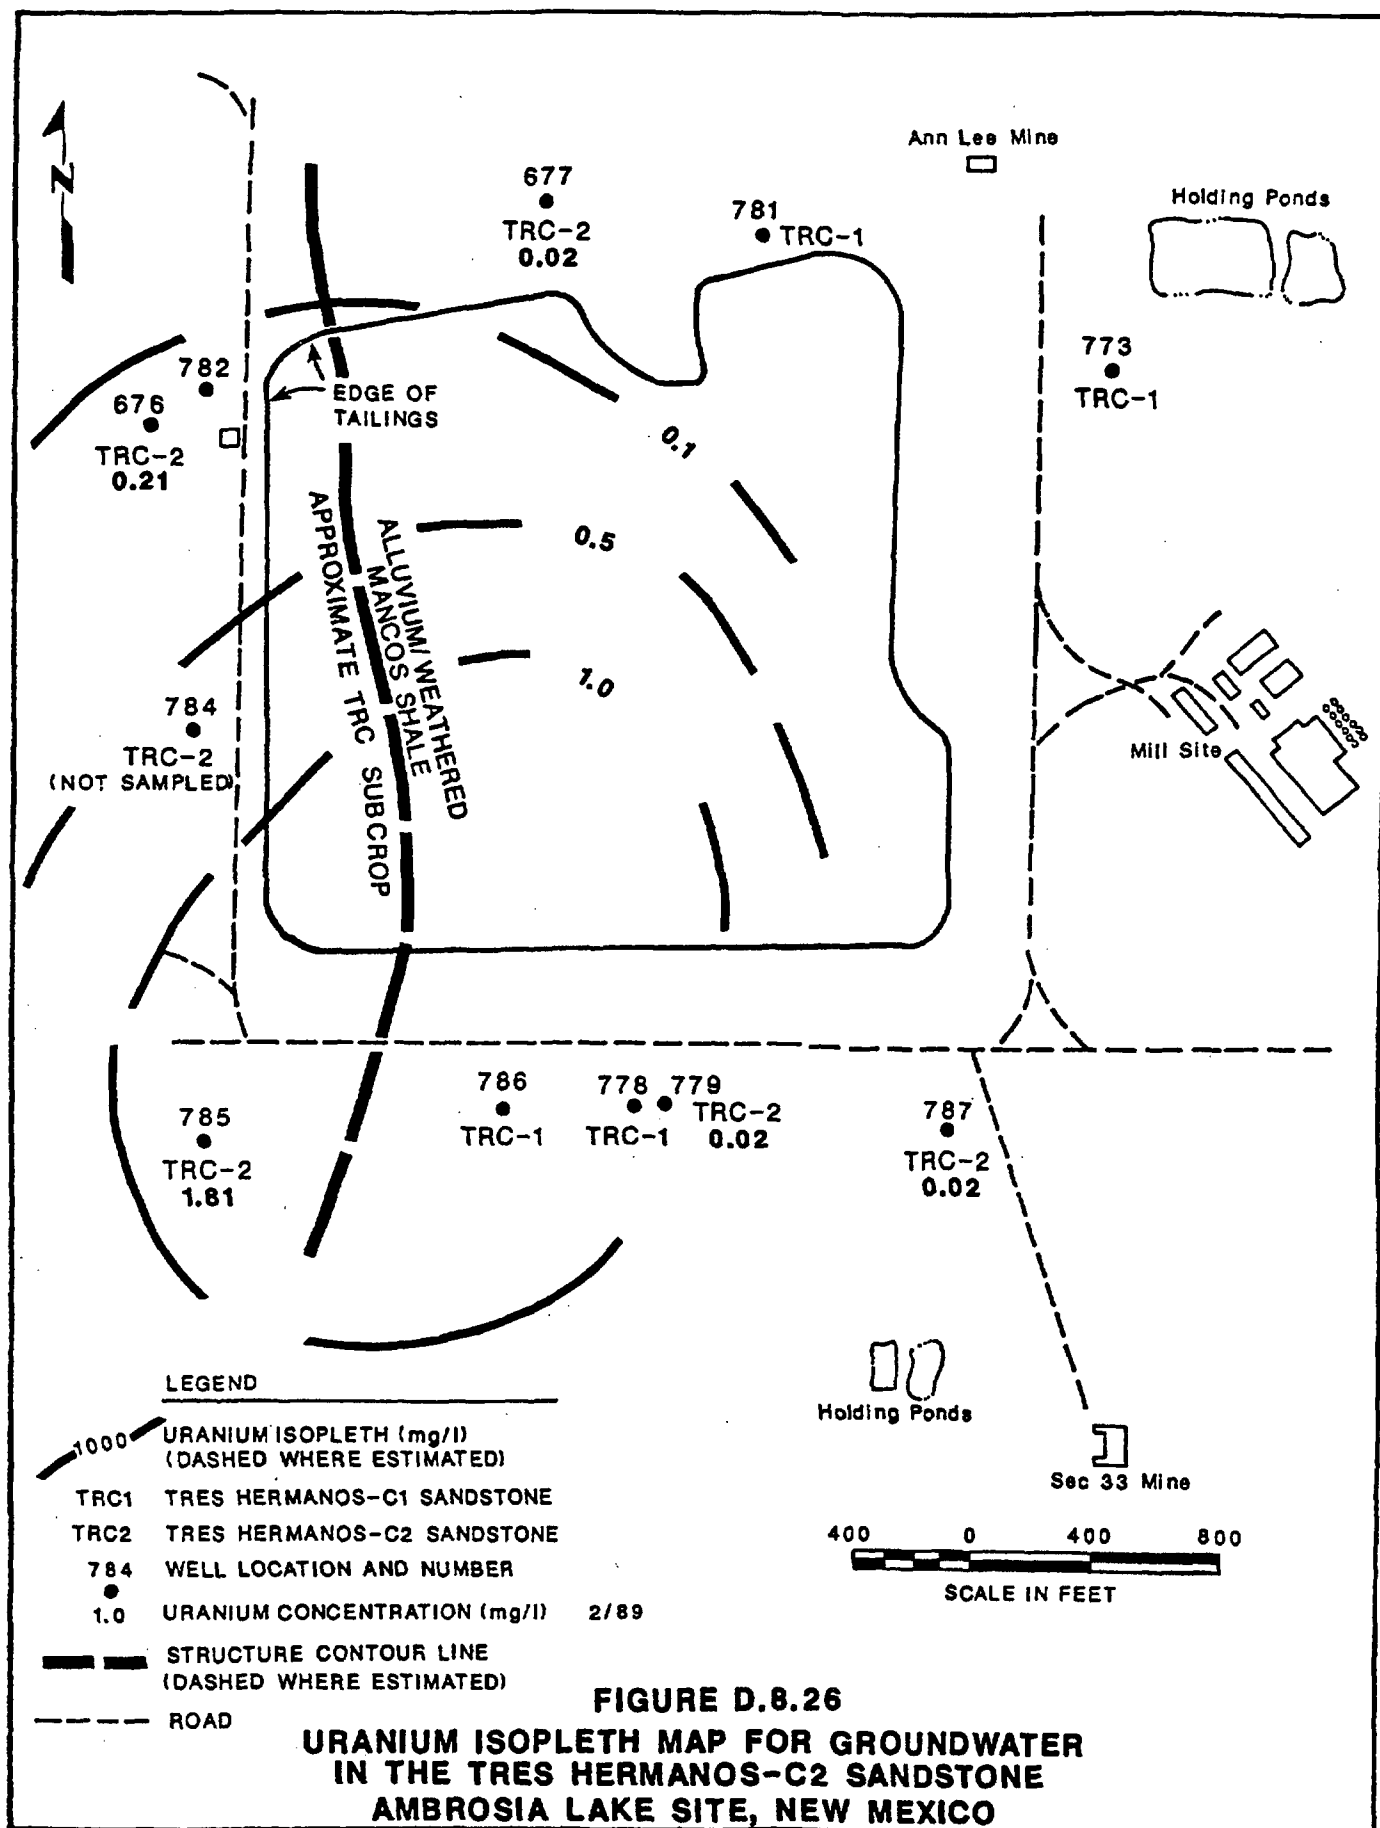 Ann Lee Mine
Holding Ponds
N
677
TRC-2
0.02
781
TRC-1
773
TRC-1
782
676
TRC-2
0.21
EDGE OF
TAILINGS
0.1
0.5
1.0
ALLUVIUM/WEATHERED
MANCOS SHALE
APPROXIMATE TRC SUBCROP
784
TRC-2
(NOT SAMPLED)
Mill Site
786
TRC-1
778
TRC-1
779
TRC-2
0.02
787
TRC-2
0.02
785
TRC-2
1.81
Holding Ponds
Sec 33 Mine
LEGEND
1000 URANIUM ISOPLETH (mg/l)
(DASHED WHERE ESTIMATED)
TRC1 TRES HERMANOS-C1 SANDSTONE
TRC2 TRES HERMANOS-C2 SANDSTONE
784 WELL LOCATION AND NUMBER
1.0 URANIUM CONCENTRATION (mg/l) 2/89
STRUCTURE CONTOUR LINE
(DASHED WHERE ESTIMATED)
ROAD
400 0 400 800
SCALE IN FEET
FIGURE D.8.26
URANIUM ISOPLETH MAP FOR GROUNDWATER
IN THE TRES HERMANOS-C2 SANDSTONE
AMBROSIA LAKE SITE, NEW MEXICO